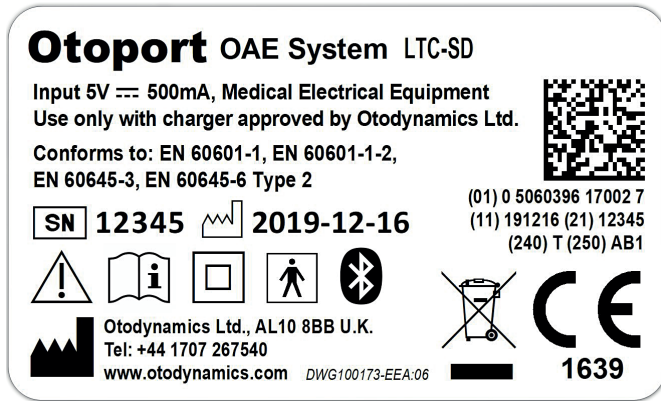 Otoport OAE System LTC-SD
Input 5V ⎓ 500mA, Medical Electrical Equipment
Use only with charger approved by Otodynamics Ltd.
Conforms to: EN 60601-1, EN 60601-1-2,
EN 60645-3, EN 60645-6 Type 2
(01) 0 5060396 17002 7
(11) 191216 (21) 12345
(240) T (250) AB1
SN 12345 2019-12-16
i
Otodynamics Ltd., AL10 8BB U.K.
Tel: +44 1707 267540
www.otodynamics.com DWG100173-EEA:06
CE
1639